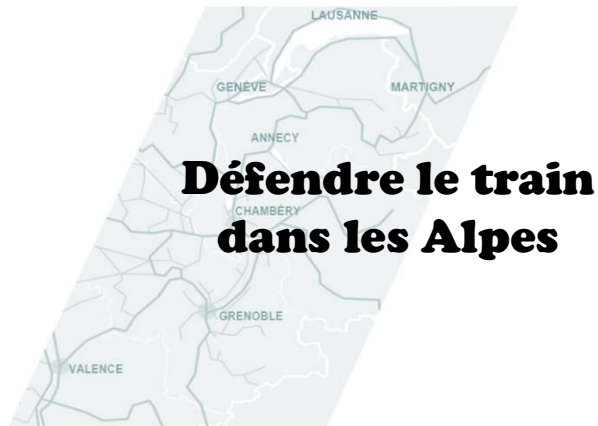 LAUSANNE
GENÈVE
MARTIGNY
ANNECY
Défendre le train
CHAMBÉRY
dans les Alpes
GRENOBLE
VALENCE